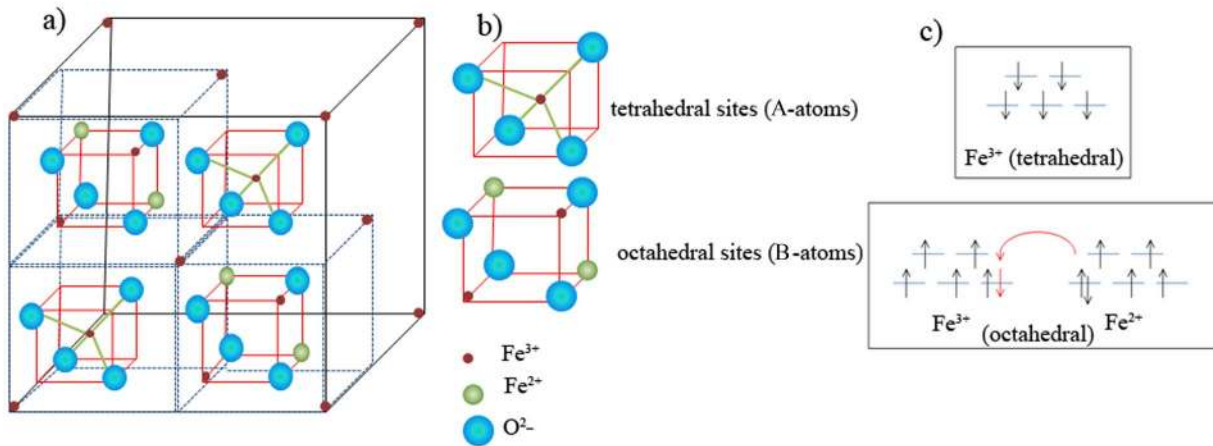 a)
b)
c)
tetrahedral sites (A-atoms)
octahedral sites (B-atoms)
Fe³⁺
Fe²⁺
O²⁻
Fe³⁺ (tetrahedral)
Fe³⁺ (octahedral) Fe²⁺